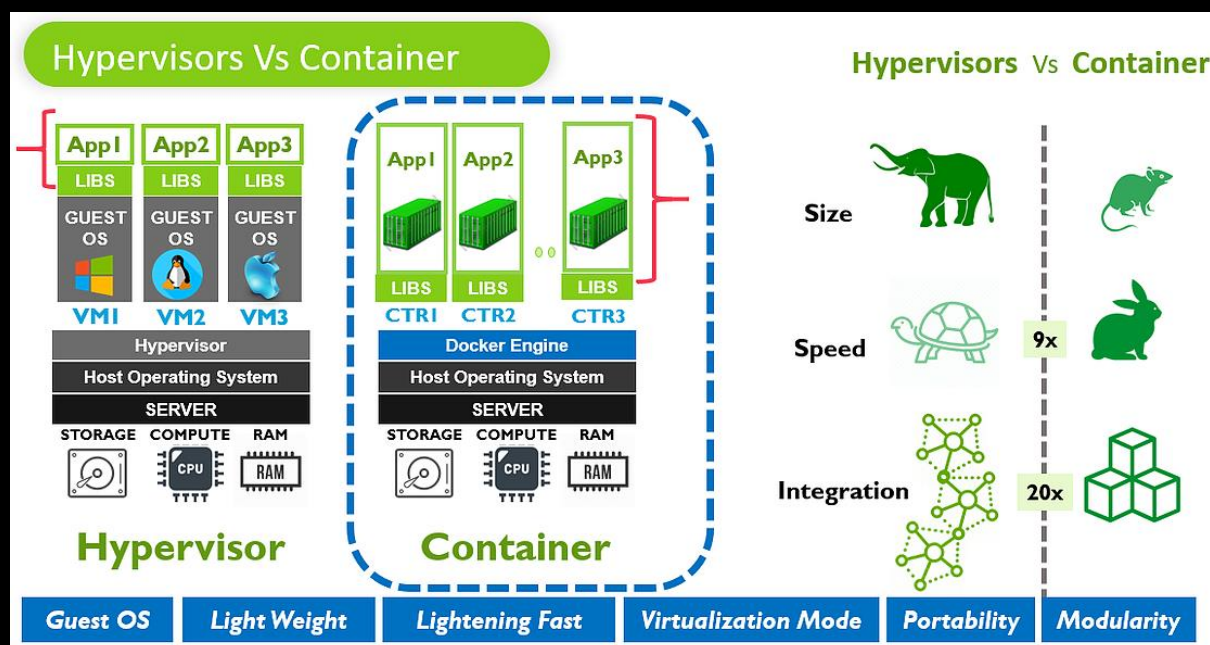 Hypervisors Vs Container
Hypervisors Vs Container
App1 App2 App3
LIBS LIBS LIBS
GUEST OS GUEST OS GUEST OS
VM1 VM2 VM3
Hypervisor
Host Operating System
SERVER
STORAGE COMPUTE RAM
CPU RAM
Hypervisor
App1 App2 App3
LIBS LIBS LIBS
CTR1 CTR2 CTR3
Docker Engine
Host Operating System
SERVER
STORAGE COMPUTE RAM
CPU RAM
Container
Size
Speed 9x
Integration 20x
Guest OS Light Weight Lightening Fast Virtualization Mode Portability Modularity